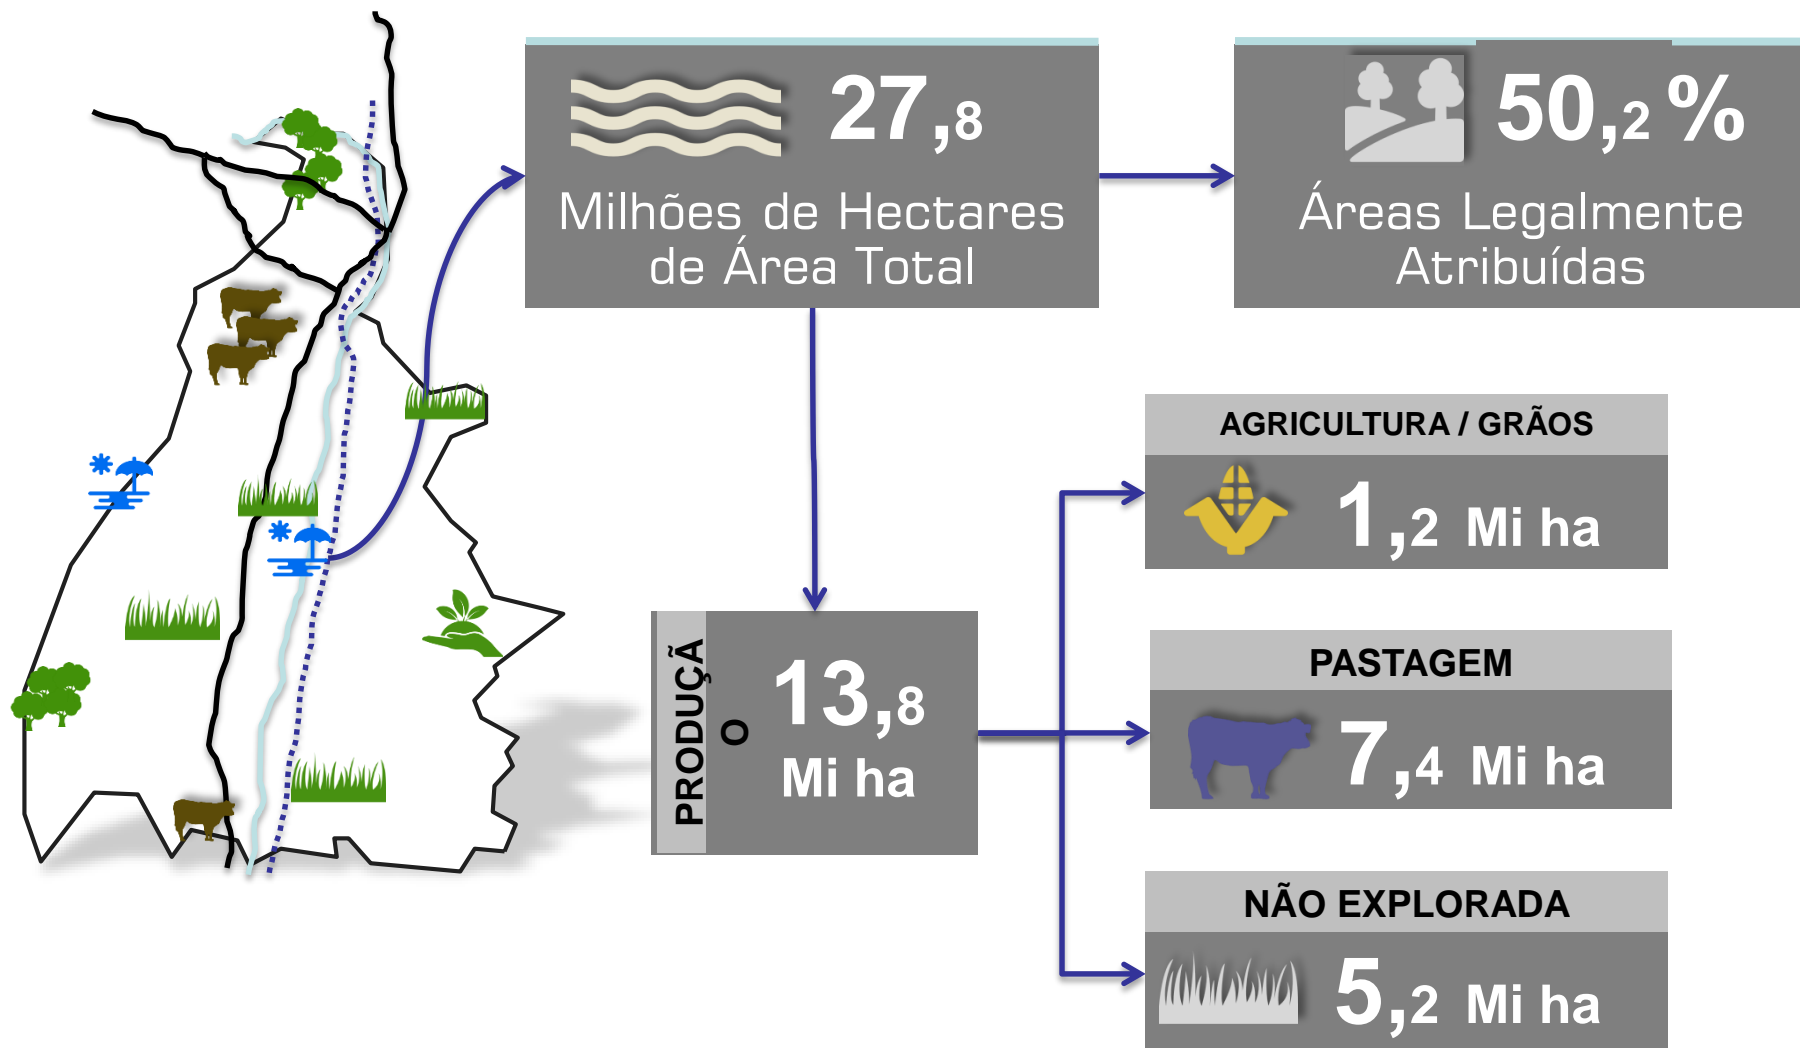 27,8
Milhões de Hectares
de Área Total
50,2 %
Áreas Legalmente
Atribuídas
AGRICULTURA / GRÃOS
1,2 Mi ha
PRODUÇÃ
O
13,8
Mi ha
PASTAGEM
7,4 Mi ha
NÃO EXPLORADA
5,2 Mi ha